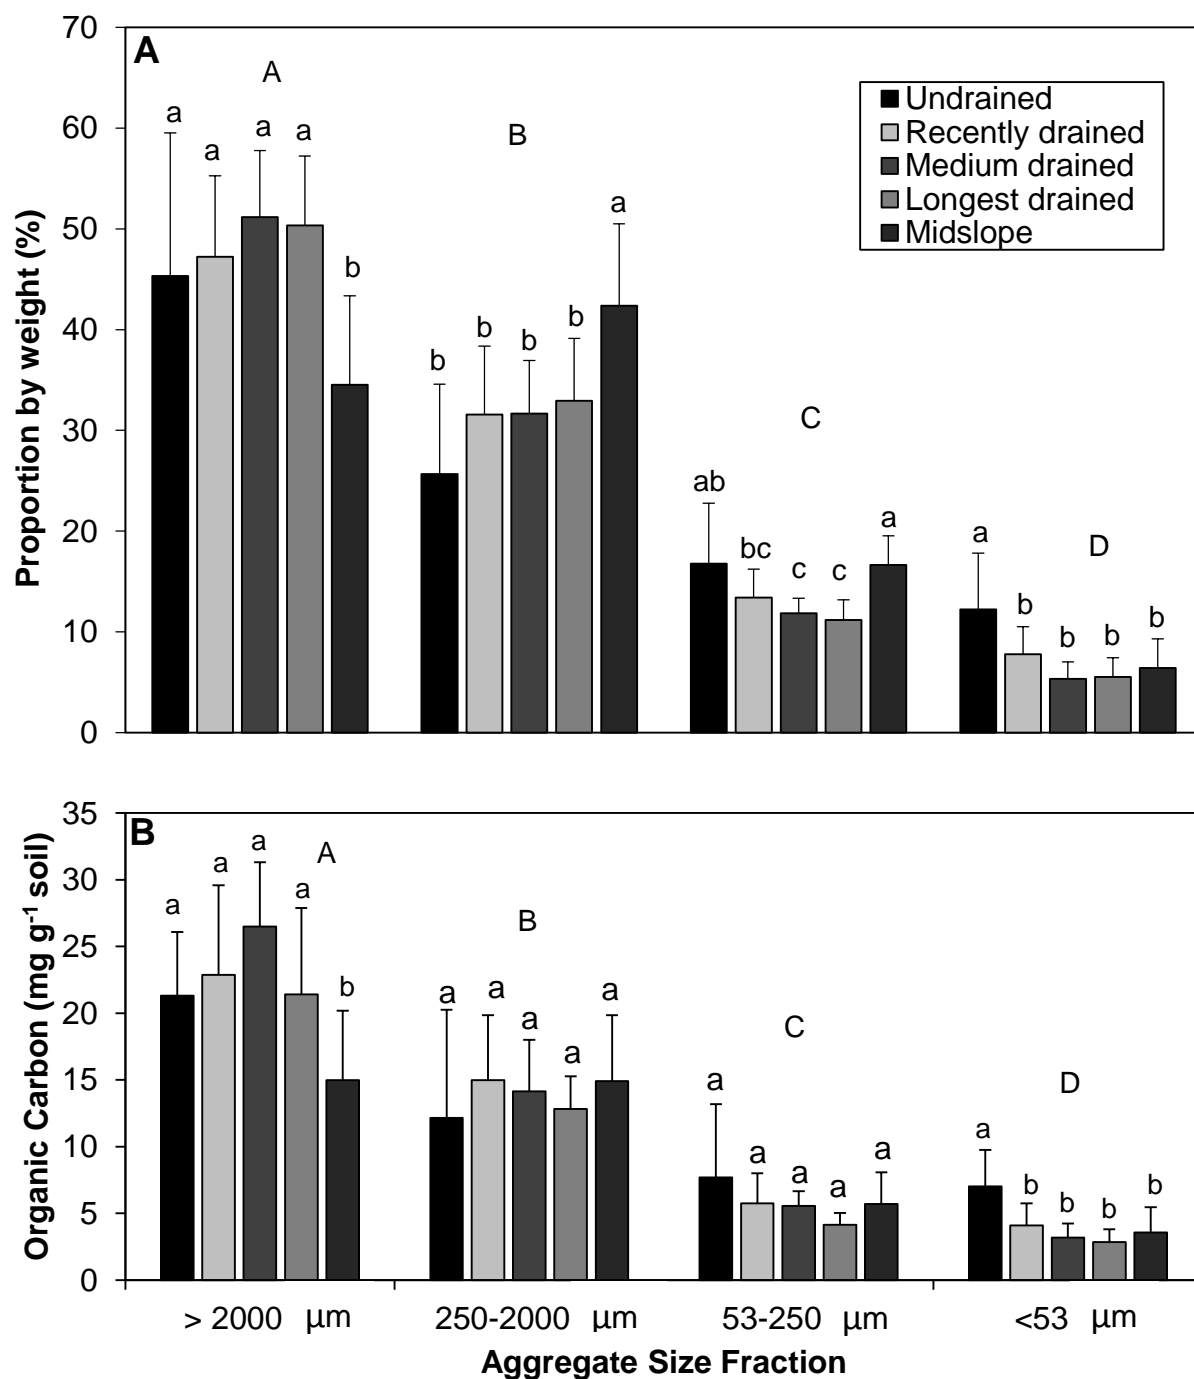 70
A
A
a
a
a
a
60
B
Undrained
Recently drained
Medium drained
Longest drained
Midslope
50
b
a
40
b
b
b
b
30
C
20
ab
bc
c
c
a
a
D
10
b
b
b
b
0
Proportion by weight (%)
35
B
a
a
a
a
A
30
25
b
B
20
a
a
a
a
a
C
15
a
D
10
a
a
a
a
a
5
b
b
b
b
0
Organic Carbon (mg g-1 soil)
> 2000 μm
250-2000 μm
53-250 μm
<53 μm
Aggregate Size Fraction